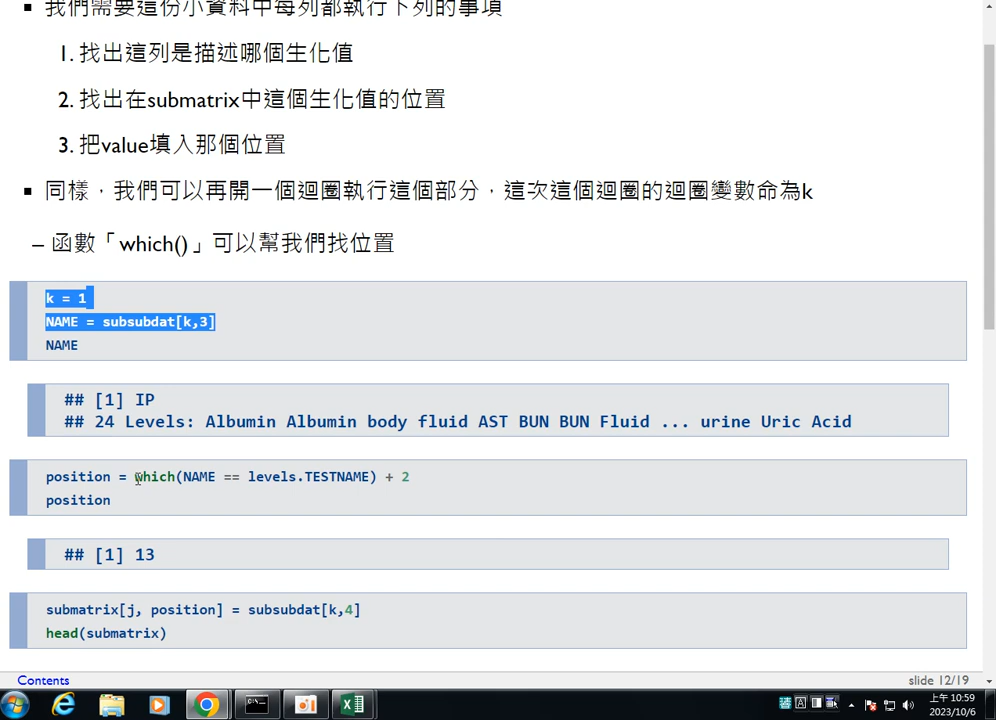 ▪ 我們需要這份小資料中每列都執行下列的事項
1. 找出這列是描述哪個生化值
2. 找出在submatrix中這個生化值的位置
3. 把value填入那個位置
▪ 同樣，我們可以再開一個迴圈執行這個部分，這次這個迴圈的迴圈變數命為k
– 函數「which()」可以幫我們找位置
k = 1
NAME = subsubdat[k,3]
NAME
## [1] IP
## 24 Levels: Albumin Albumin body fluid AST BUN BUN Fluid ... urine Uric Acid
position = which(NAME == levels.TESTNAME) + 2
position
## [1] 13
submatrix[j, position] = subsubdat[k,4]
head(submatrix)
Contents
slide 12/19
上午 10:59
2023/10/6